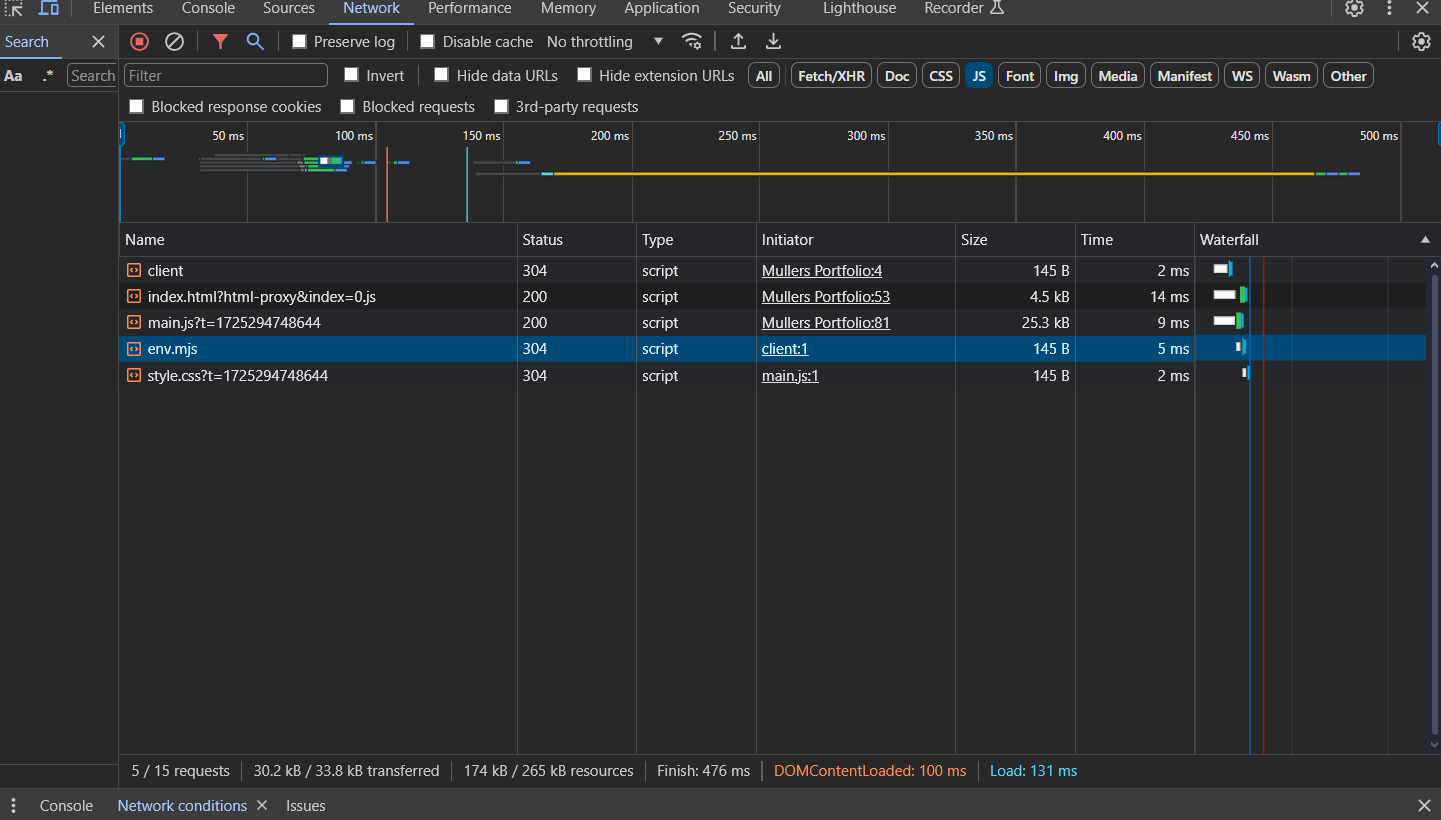 Elements Console Sources Network Performance Memory Application Security Lighthouse Recorder
Search
Preserve log Disable cache No throttling
Aa .* Search
Filter Invert Hide data URLs Hide extension URLs All Fetch/XHR Doc CSS JS Font Img Media Manifest WS Wasm Other
Blocked response cookies Blocked requests 3rd-party requests
50 ms 100 ms 150 ms 200 ms 250 ms 300 ms 350 ms 400 ms 450 ms 500 ms
Name Status Type Initiator Size Time Waterfall
client 304 script Mullers Portfolio:4 145 B 2 ms
index.html?html-proxy&index=0.js 200 script Mullers Portfolio:53 4.5 kB 14 ms
main.js?t=1725294748644 200 script Mullers Portfolio:81 25.3 kB 9 ms
env.mjs 304 script client:1 145 B 5 ms
style.css?t=1725294748644 304 script main.js:1 145 B 2 ms
5 / 15 requests 30.2 kB / 33.8 kB transferred 174 kB / 265 kB resources Finish: 476 ms DOMContentLoaded: 100 ms Load: 131 ms
Console Network conditions Issues